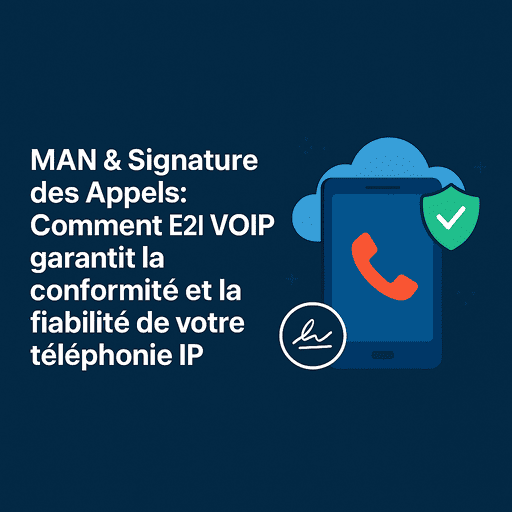 MAN & Signature
des Appels:
Comment E2I VOIP
garantit la
conformité et la
fiabilité de votre
téléphonie IP